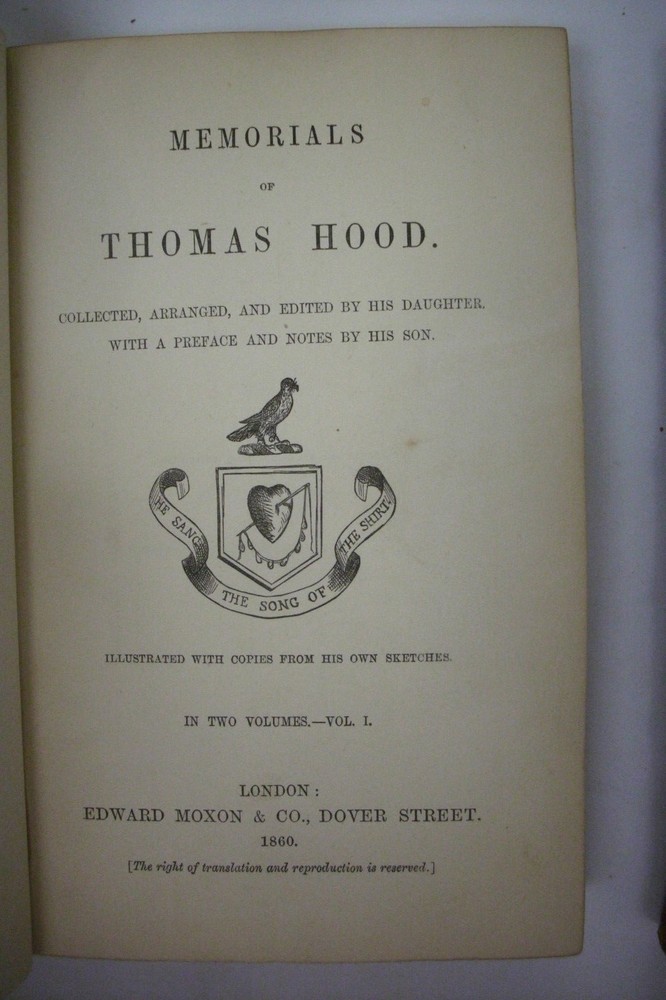 MEMORIALS
OF
THOMAS HOOD.
COLLECTED, ARRANGED, AND EDITED BY HIS DAUGHTER.
WITH A PREFACE AND NOTES BY HIS SON.
HE SANG
THE SONG OF
THE SHIRT
ILLUSTRATED WITH COPIES FROM HIS OWN SKETCHES.
IN TWO VOLUMES.—VOL. I.
LONDON:
EDWARD MOXON & CO., DOVER STREET.
1860.
[The right of translation and reproduction is reserved.]